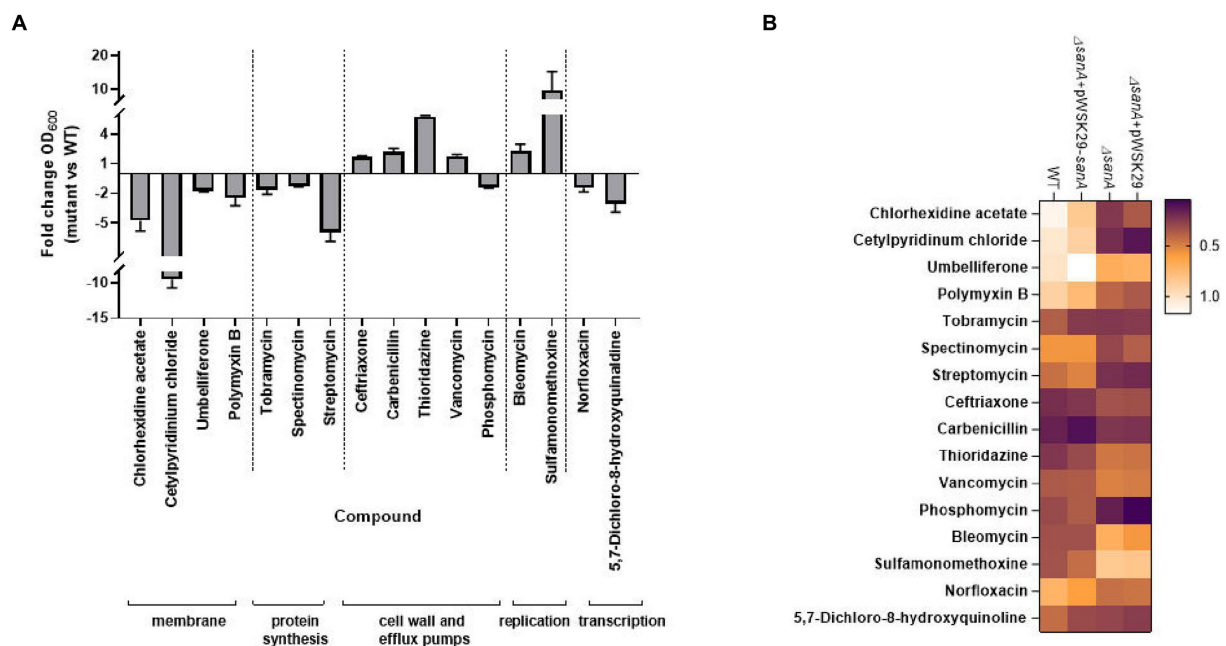 A
20
10
4
1
-2
-5
-10
-15
Fold change OD600
(mutant vs WT)
Chlorhexidine acetate
Cetylpyridinium chloride
Umbelliferone
Polymyxin B
Tobramycin
Spectinomycin
Streptomycin
Ceftriaxone
Carbenicillin
Thioridazine
Vancomycin
Phosphomycin
Bleomycin
Sulfamonomethoxine
Norfloxacin
5,7-Dichloro-8-hydroxyquinaldine
Compound
membrane
protein
synthesis
cell wall and
efflux pumps
replication
transcription
B
WT
ΔsanA+pWSK29-sanA
ΔsanA
ΔsanA+pWSK29
Chlorhexidine acetate
Cetylpyridinum chloride
Umbelliferone
Polymyxin B
Tobramycin
Spectinomycin
Streptomycin
Ceftriaxone
Carbenicillin
Thioridazine
Vancomycin
Phosphomycin
Bleomycin
Sulfamonomethoxine
Norfloxacin
5,7-Dichloro-8-hydroxyquinoline
0.5
1.0